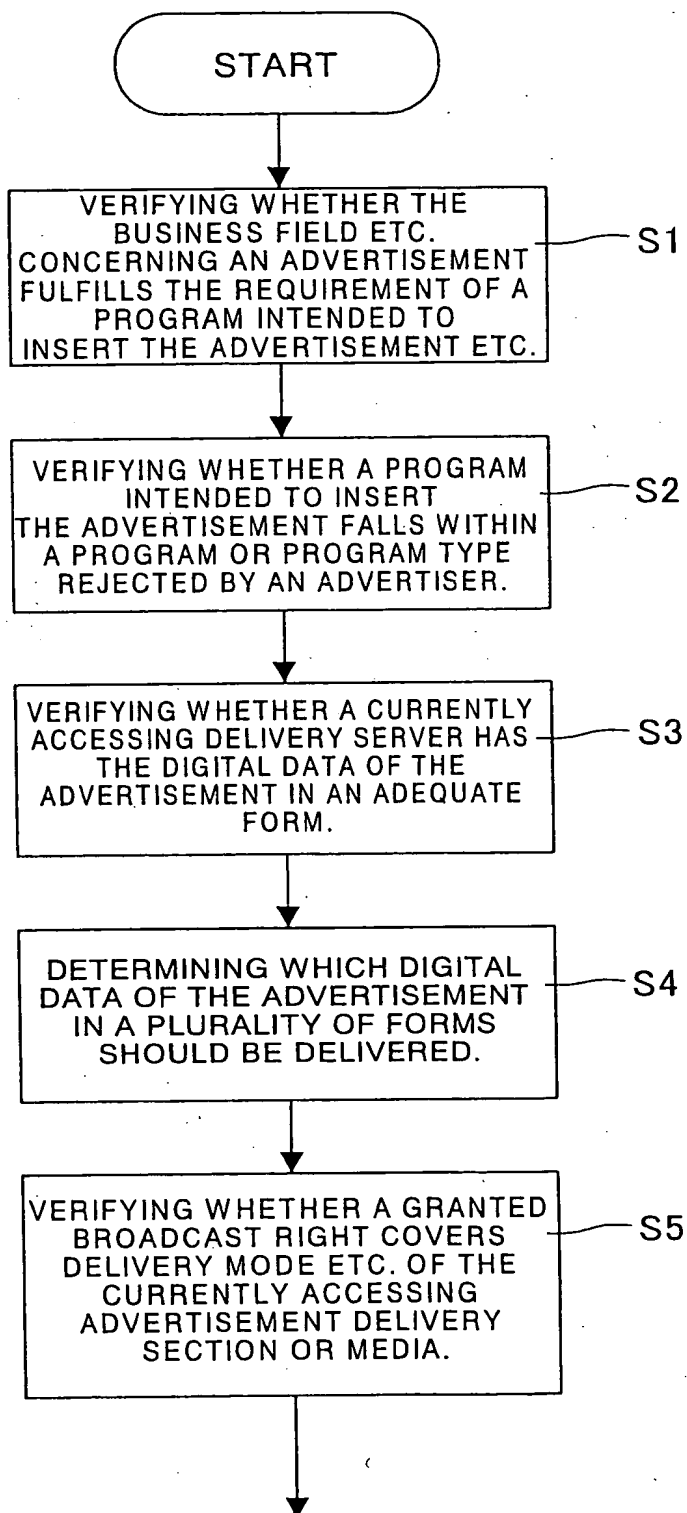 START
VERIFYING WHETHER THE
BUSINESS FIELD ETC.
CONCERNING AN ADVERTISEMENT
FULFILLS THE REQUIREMENT OF A
PROGRAM INTENDED TO
INSERT THE ADVERTISEMENT ETC.
S1
VERIFYING WHETHER A PROGRAM
INTENDED TO INSERT
THE ADVERTISEMENT FALLS WITHIN
A PROGRAM OR PROGRAM TYPE
REJECTED BY AN ADVERTISER.
S2
VERIFYING WHETHER A CURRENTLY
ACCESSING DELIVERY SERVER HAS
THE DIGITAL DATA OF THE
ADVERTISEMENT IN AN ADEQUATE
FORM.
S3
DETERMINING WHICH DIGITAL
DATA OF THE ADVERTISEMENT
IN A PLURALITY OF FORMS
SHOULD BE DELIVERED.
S4
VERIFYING WHETHER A GRANTED
BROADCAST RIGHT COVERS
DELIVERY MODE ETC. OF THE
CURRENTLY ACCESSING
ADVERTISEMENT DELIVERY
SECTION OR MEDIA.
S5